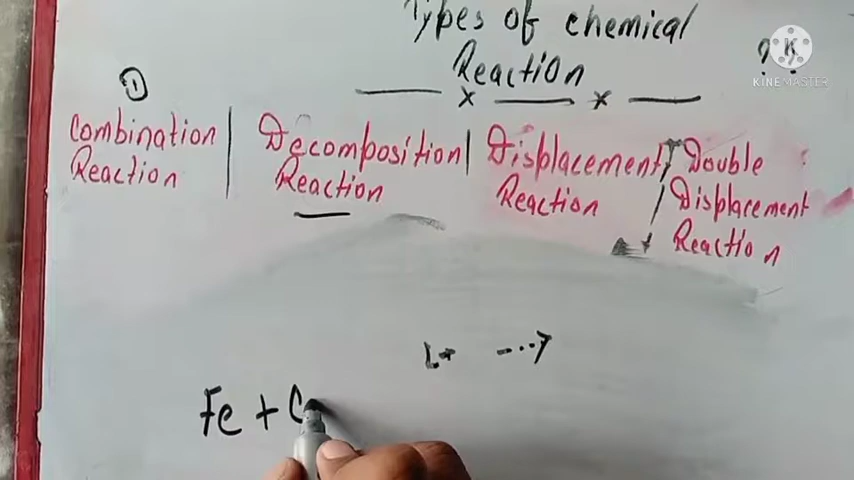 Types of chemical
Reaction ?
x x
①
Combination
Reaction
Decomposition
Reaction
Displacement
Reaction
Double
Displacement
Reaction
Fe + C
K
KINEMASTER